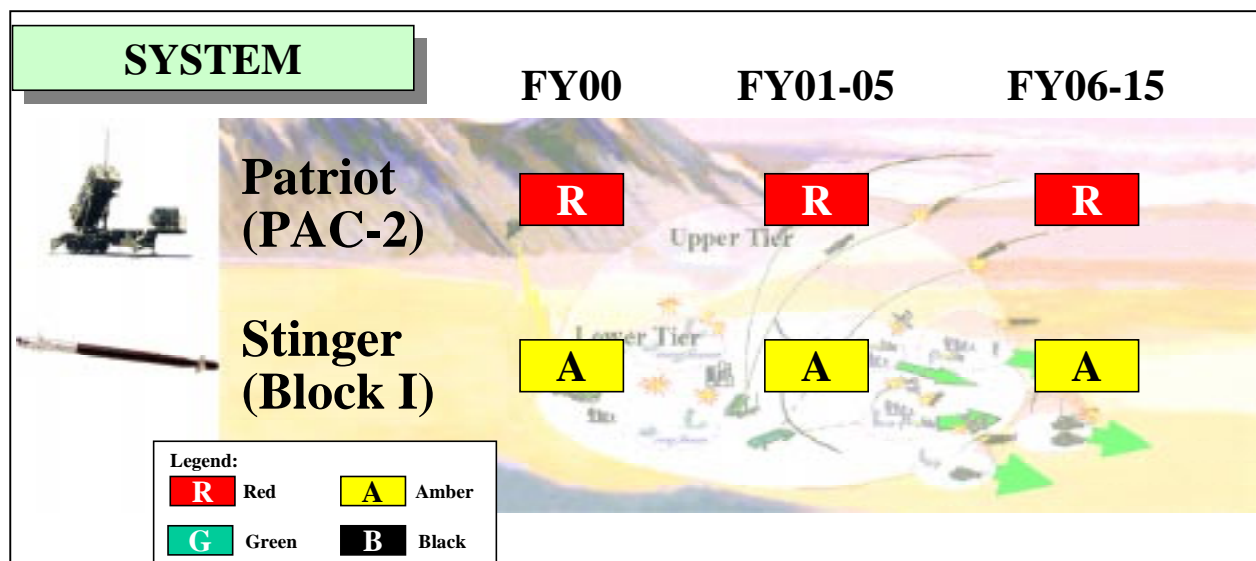 SYSTEM
FY00 FY01-05 FY06-15
Patriot
(PAC-2)
R R R
Upper Tier
Stinger
(Block I)
Lower Tier
A A A
Legend:
R Red A Amber
G Green B Black